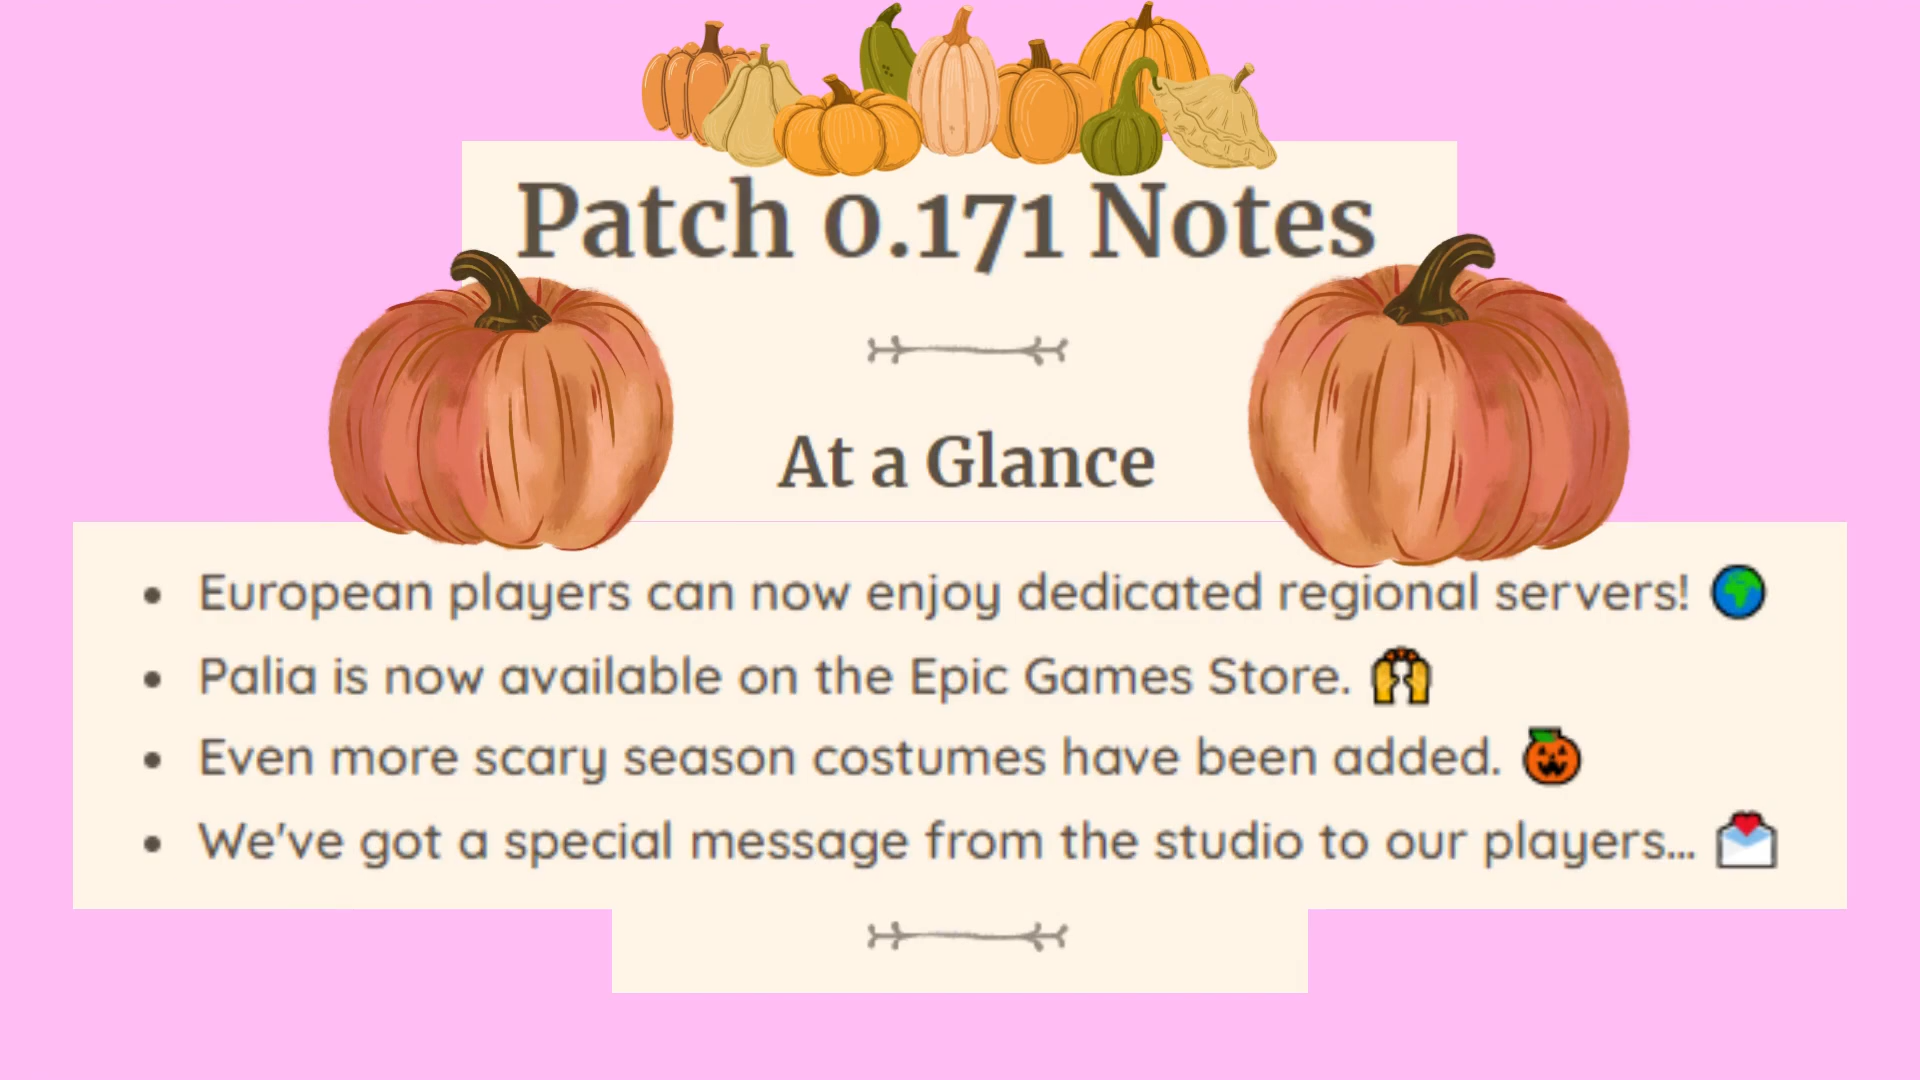 Patch 0.171 Notes
At a Glance
• European players can now enjoy dedicated regional servers! 🌍
• Palia is now available on the Epic Games Store. 🙌
• Even more scary season costumes have been added. 🎃
• We've got a special message from the studio to our players... 💌